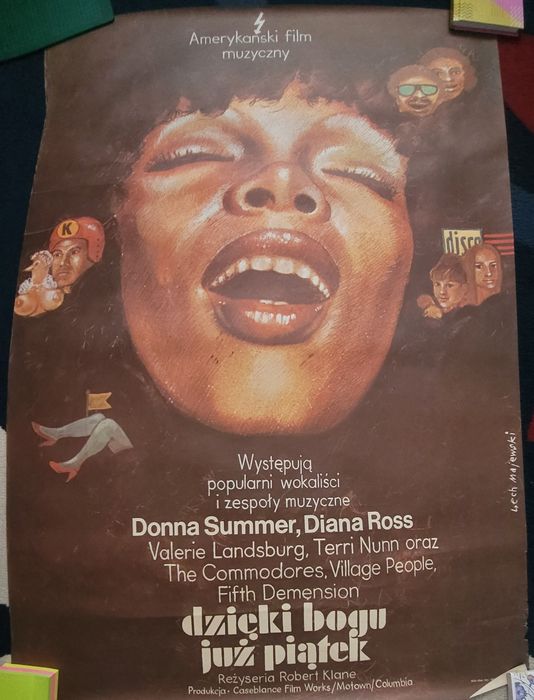 Amerykański film
muzyczny
K
disco
Lech Majewski
Występują
popularni wokaliści
i zespoły muzyczne
Donna Summer, Diana Ross
Valerie Landsburg, Terri Nunn oraz
The Commodores, Village People,
Fifth Demension
dzięki bogu
już piątek
Reżyseria Robert Klane
Produkcja · Caseblance Film Works/Motown/Columbia